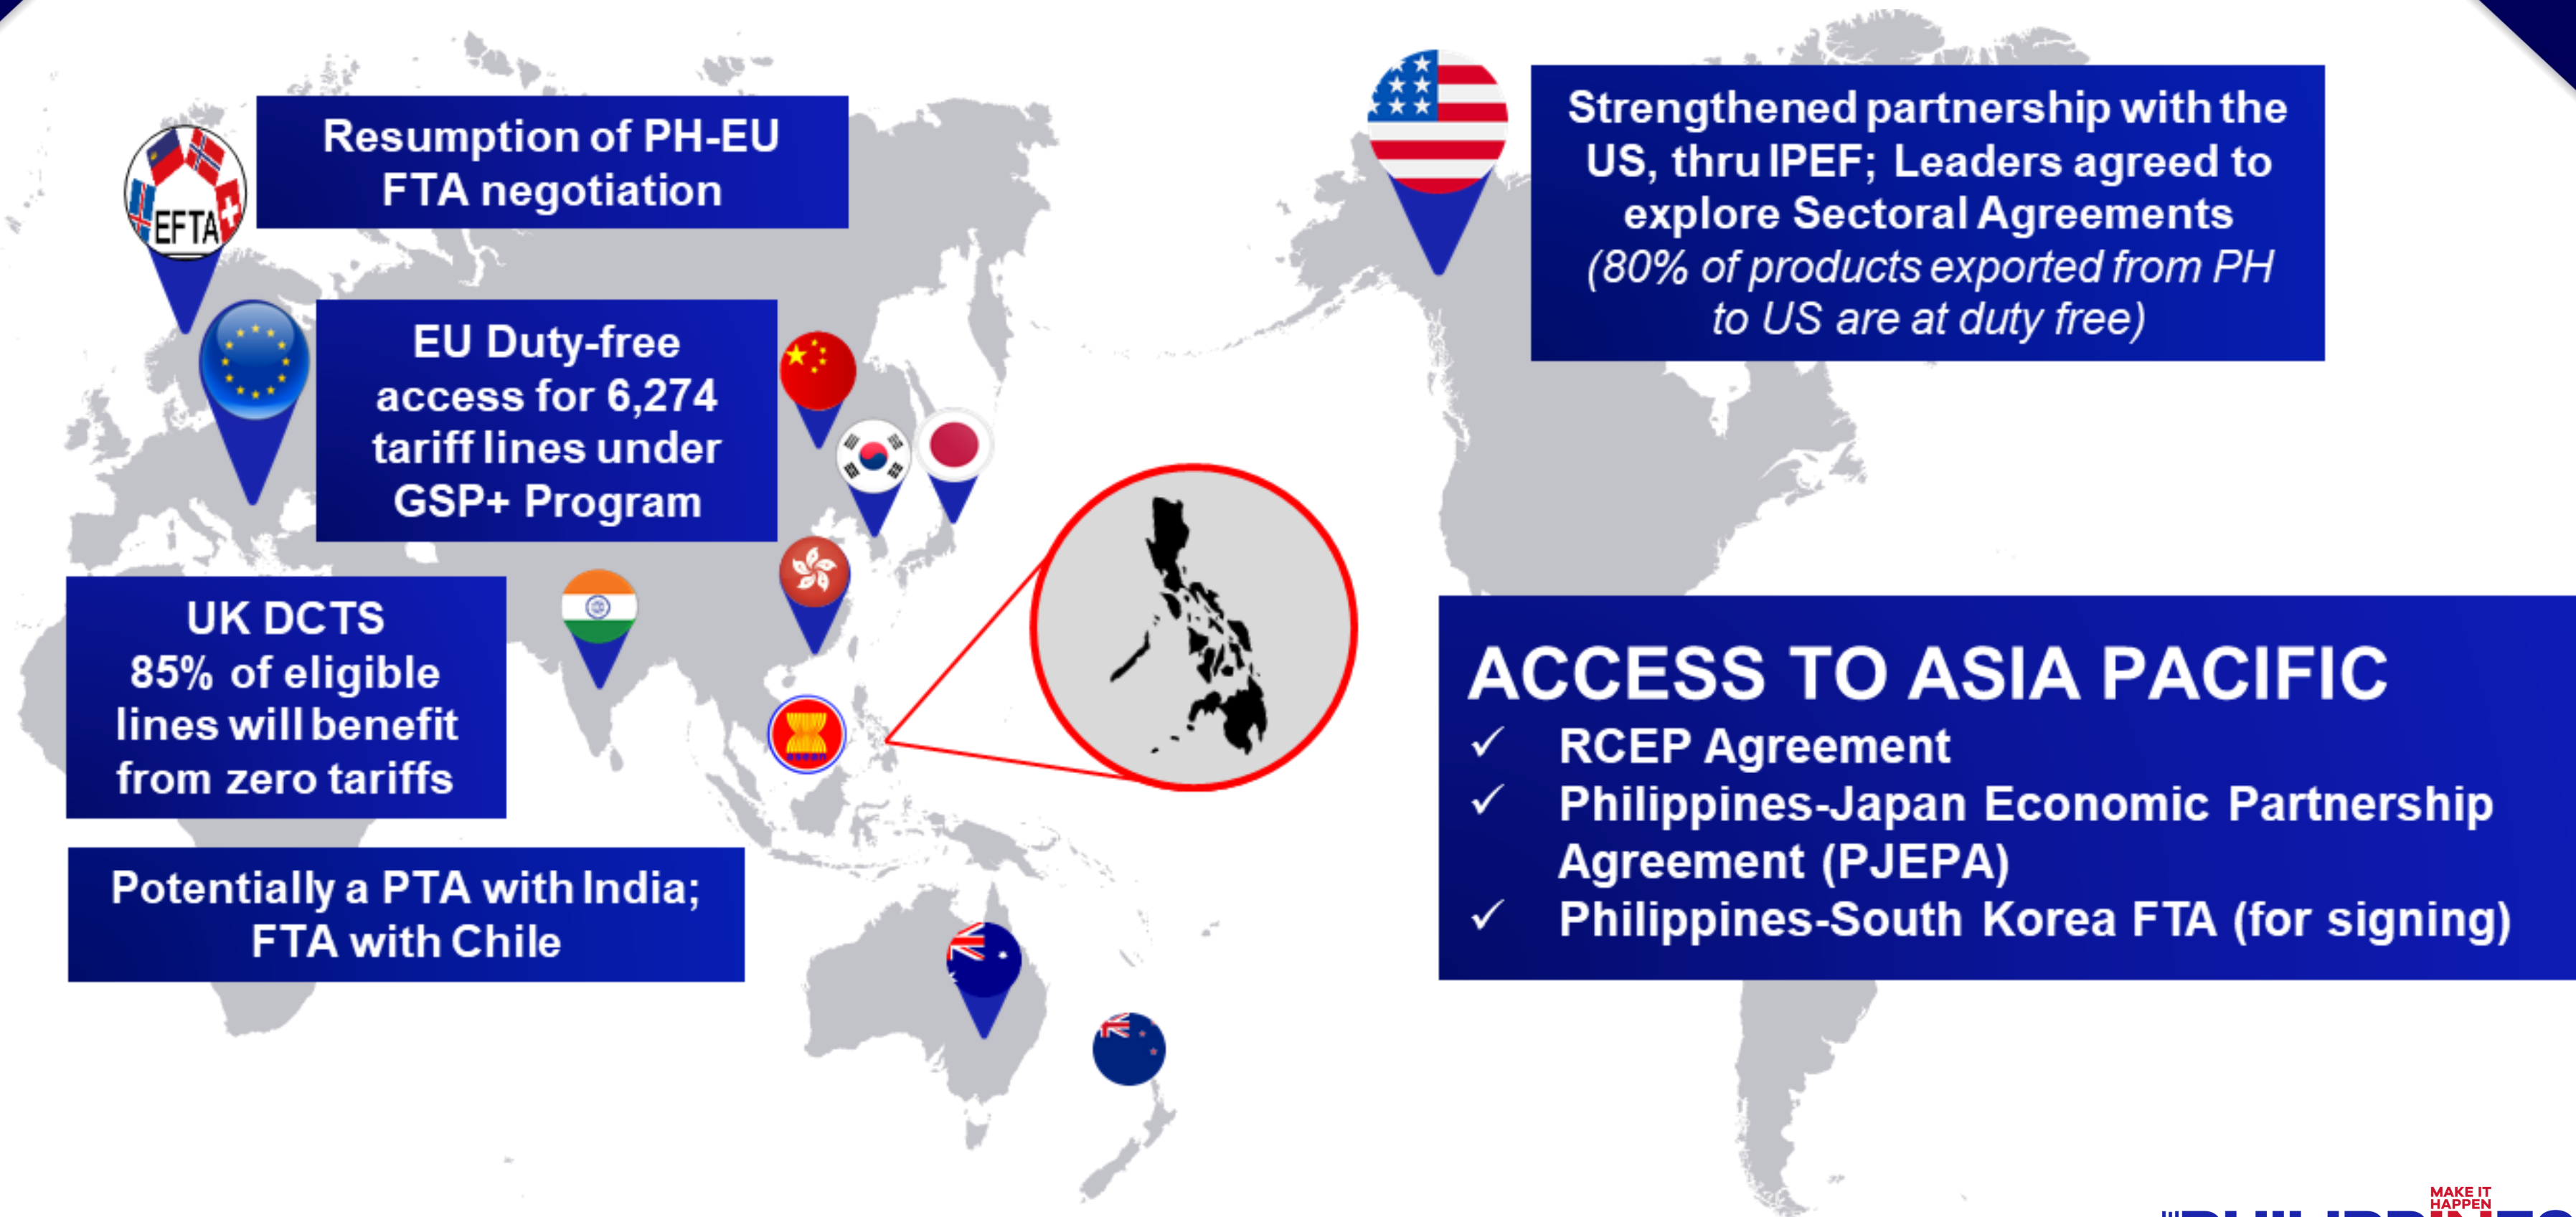 Resumption of PH-EU
FTA negotiation
EFTA
EU Duty-free
access for 6,274
tariff lines under
GSP+ Program
UK DCTS
85% of eligible
lines will benefit
from zero tariffs
Potentially a PTA with India;
FTA with Chile
asean
Strengthened partnership with the
US, thru IPEF; Leaders agreed to
explore Sectoral Agreements
(80% of products exported from PH
to US are at duty free)
ACCESS TO ASIA PACIFIC
✓ RCEP Agreement
✓ Philippines-Japan Economic Partnership
Agreement (PJEPA)
✓ Philippines-South Korea FTA (for signing)
MAKE IT
HAPPEN